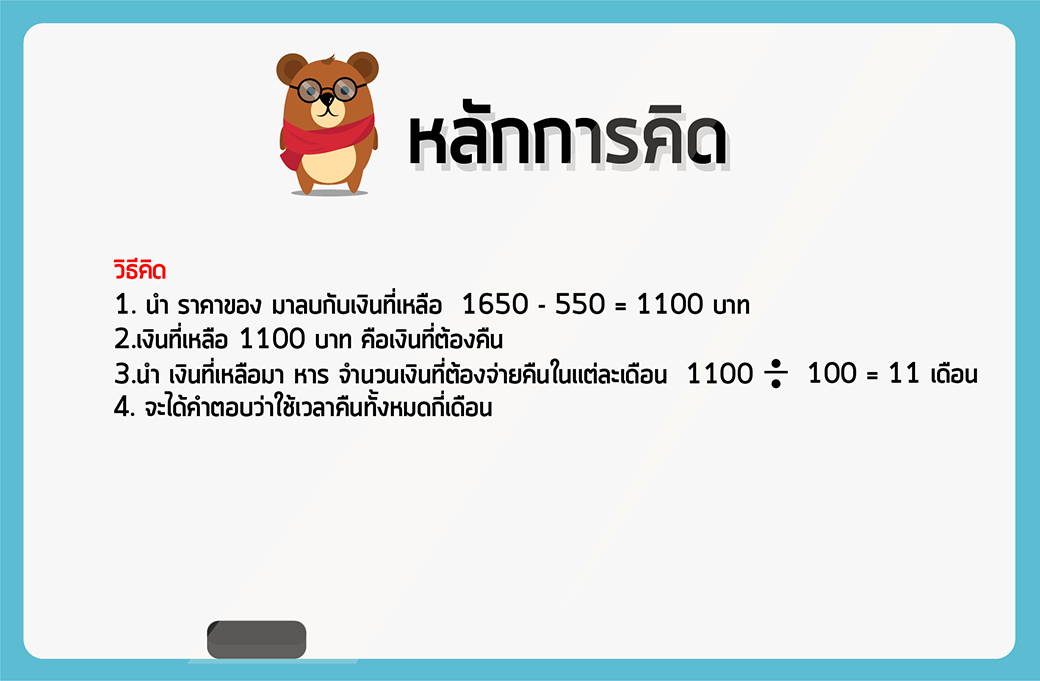 หลักการคิด
วิธีคิด
1. นำ ราคาของ มาลบกับเงินที่เหลือ 1650 - 550 = 1100 บาท
2.เงินที่เหลือ 1100 บาท คือเงินที่ต้องคืน
3.นำ เงินที่เหลือมา หาร จำนวนเงินที่ต้องจ่ายคืนในแต่ละเดือน 1100 ÷ 100 = 11 เดือน
4. จะได้คำตอบว่าใช้เวลาคืนทั้งหมดกี่เดือน